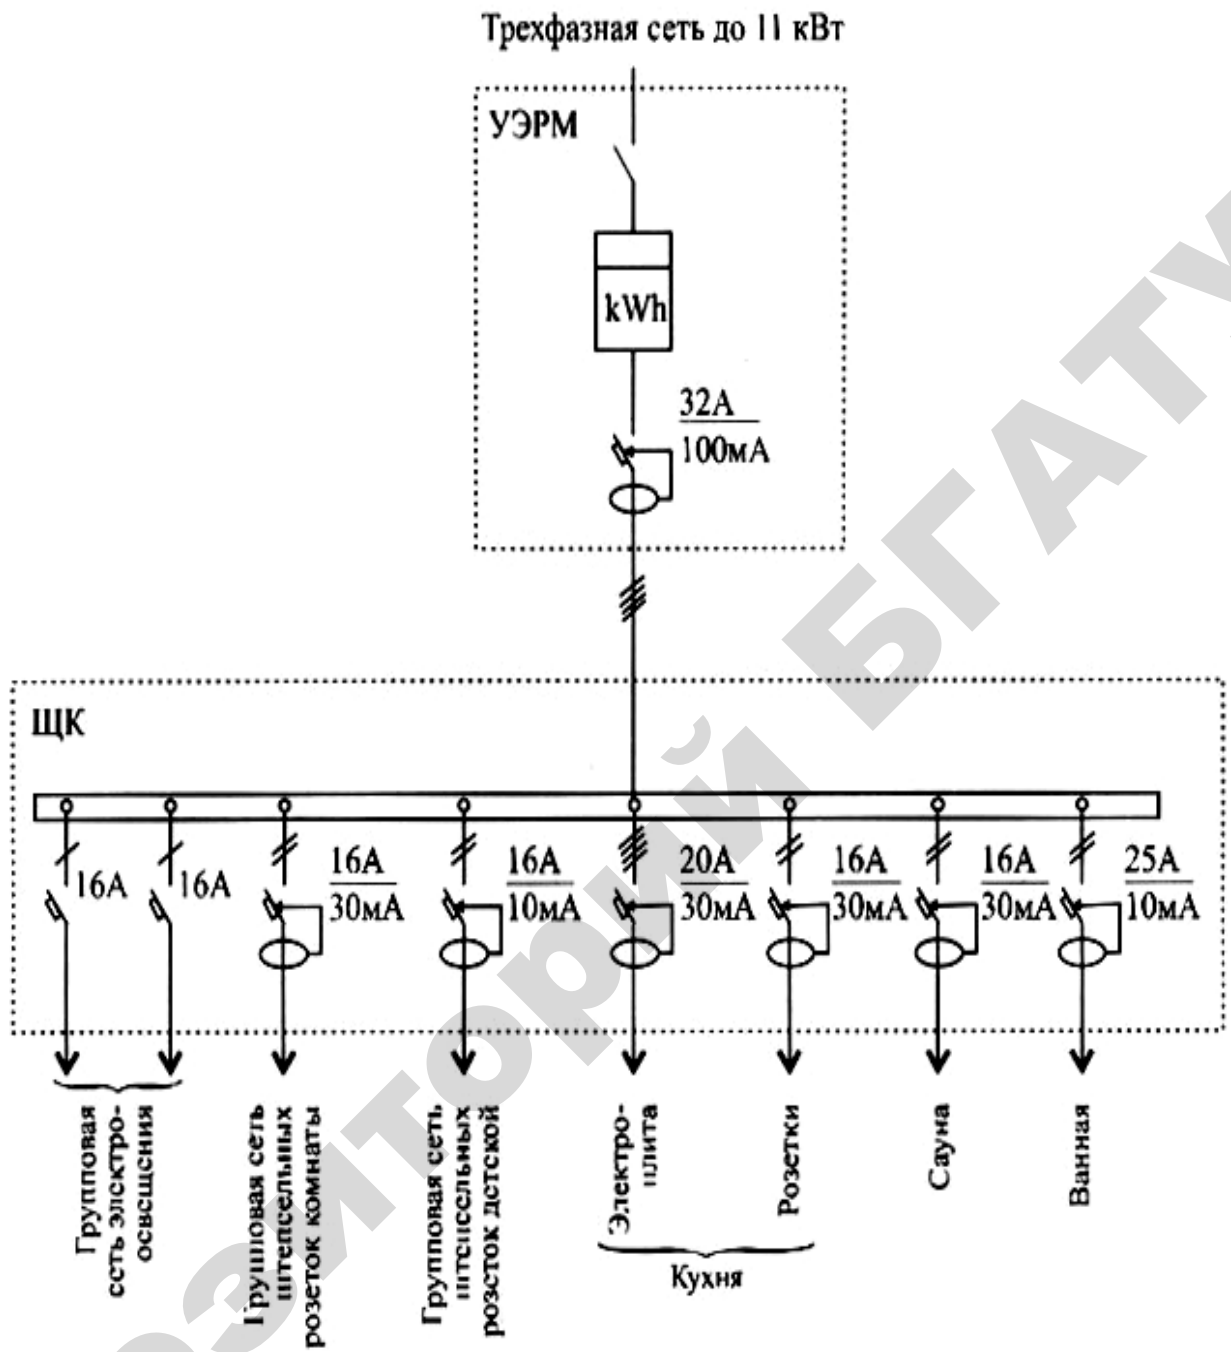 Трехфазная сеть до 11 кВт
УЭРМ
kWh
32А
100мА
ЩК
16А
16А
16А
30мА
16А
10мА
20А
30мА
16А
30мА
16А
30мА
25А
10мА
Групповая
сеть электро-
освещения
Групповая сеть
штепсельных
розеток комнаты
Групповая сеть
штепсельных
розеток детской
Электро-
плита
Розетки
Кухня
Сауна
Ванная
зиторий БГАТУ